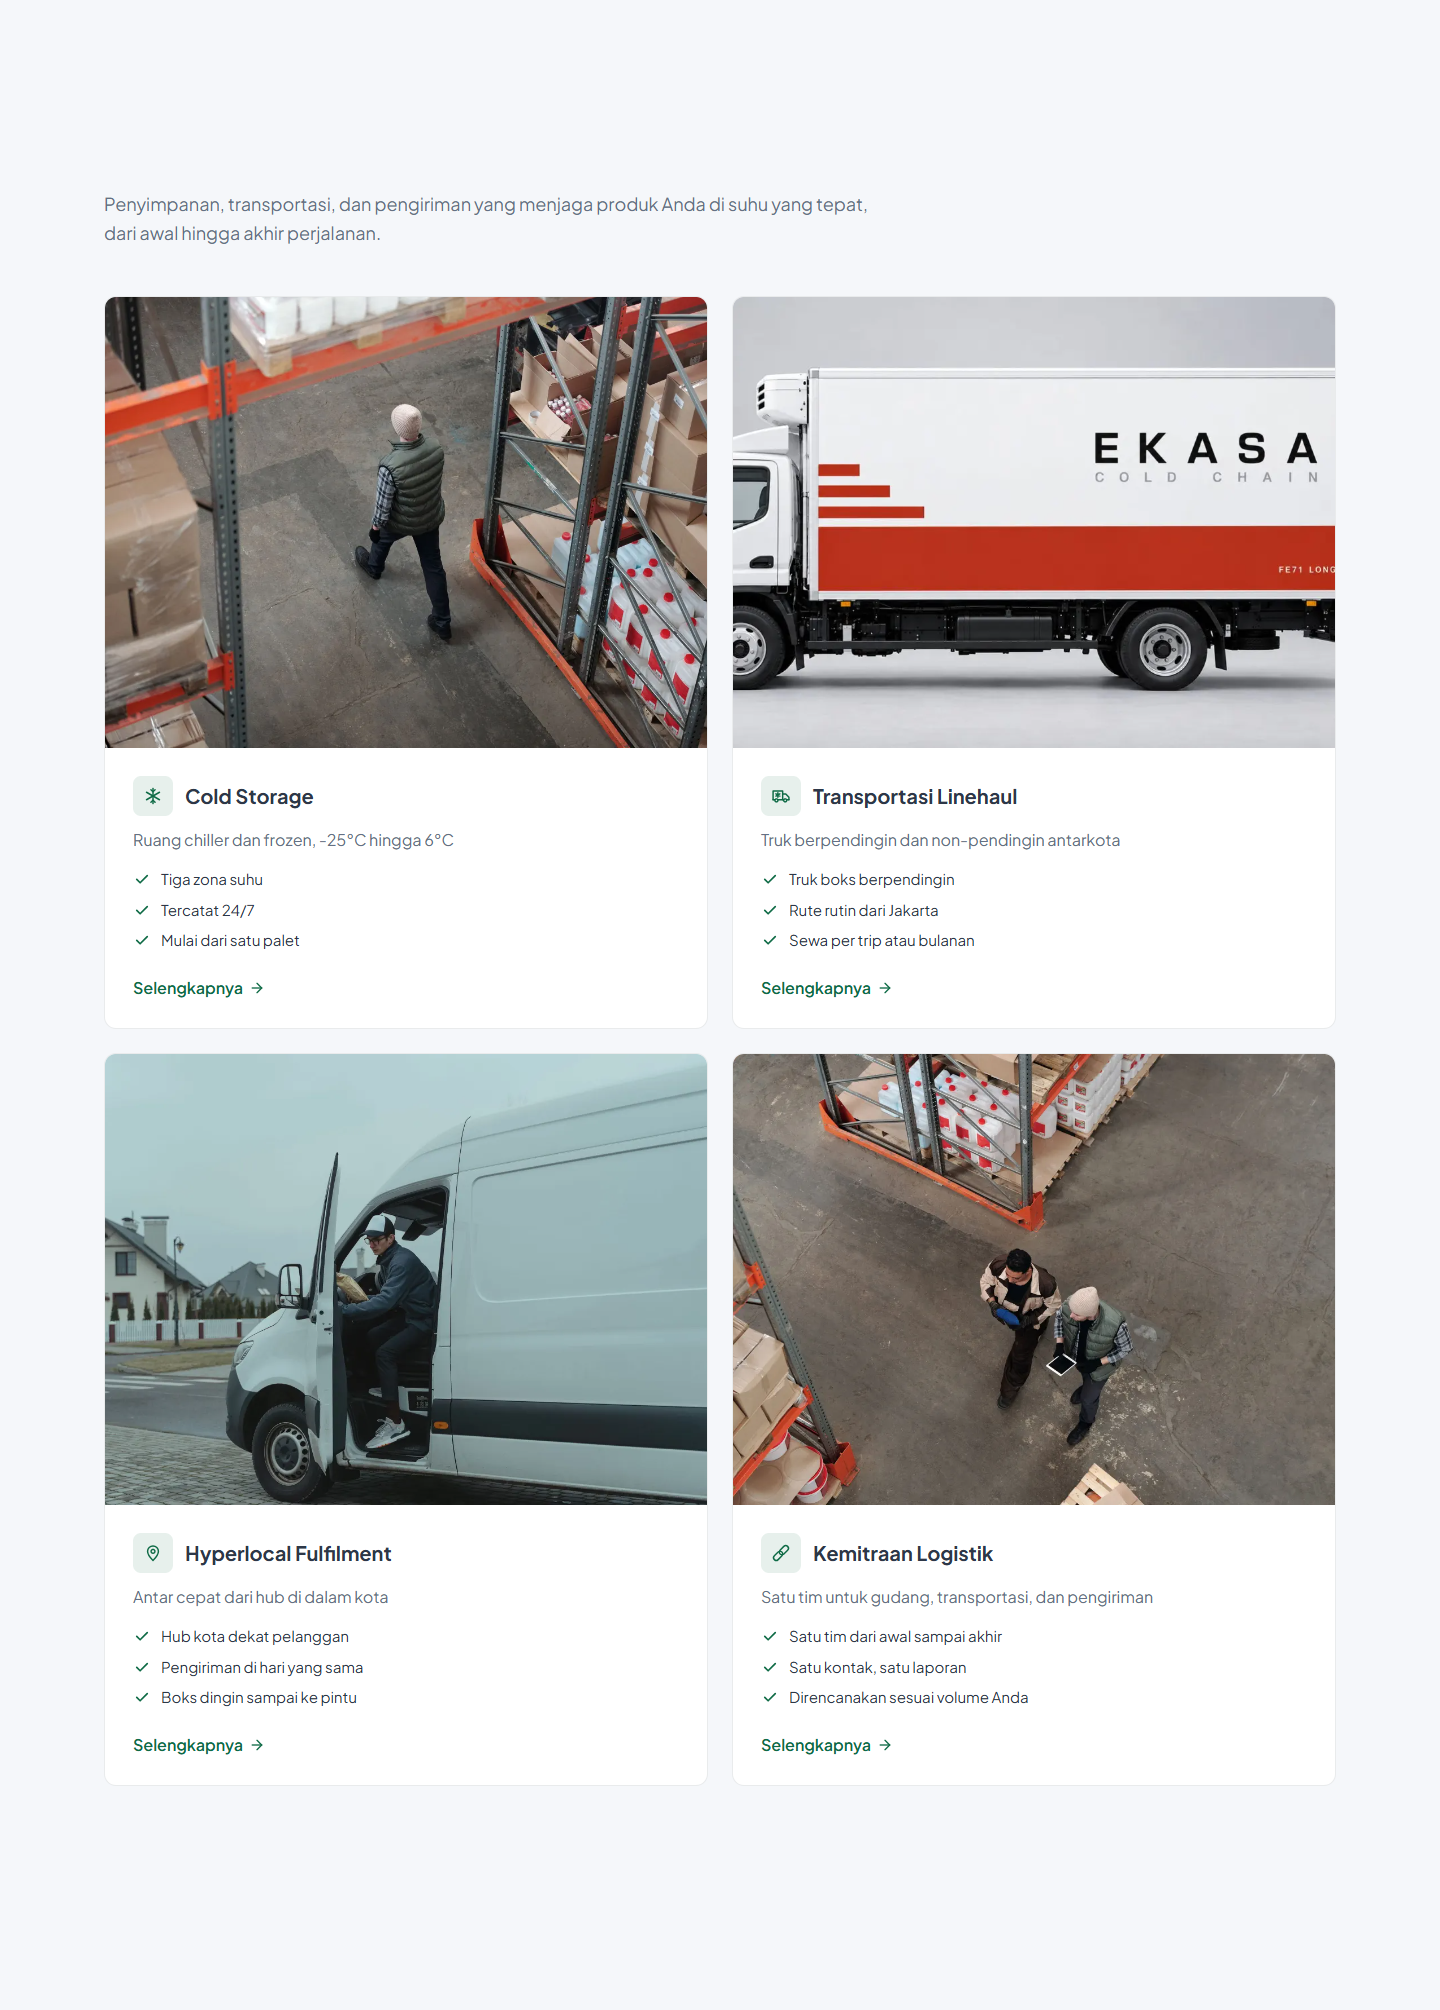 Penyimpanan, transportasi, dan pengiriman yang menjaga produk Anda di suhu yang tepat,
dari awal hingga akhir perjalanan.
EKASA
COLD CHAIN
FE71 LONG
Cold Storage
Ruang chiller dan frozen, -25°C hingga 6°C
Tiga zona suhu
Tercatat 24/7
Mulai dari satu palet
Selengkapnya →
Transportasi Linehaul
Truk berpendingin dan non-pendingin antarkota
Truk boks berpendingin
Rute rutin dari Jakarta
Sewa per trip atau bulanan
Selengkapnya →
Hyperlocal Fulfilment
Antar cepat dari hub di dalam kota
Hub kota dekat pelanggan
Pengiriman di hari yang sama
Boks dingin sampai ke pintu
Selengkapnya →
Kemitraan Logistik
Satu tim untuk gudang, transportasi, dan pengiriman
Satu tim dari awal sampai akhir
Satu kontak, satu laporan
Direncanakan sesuai volume Anda
Selengkapnya →